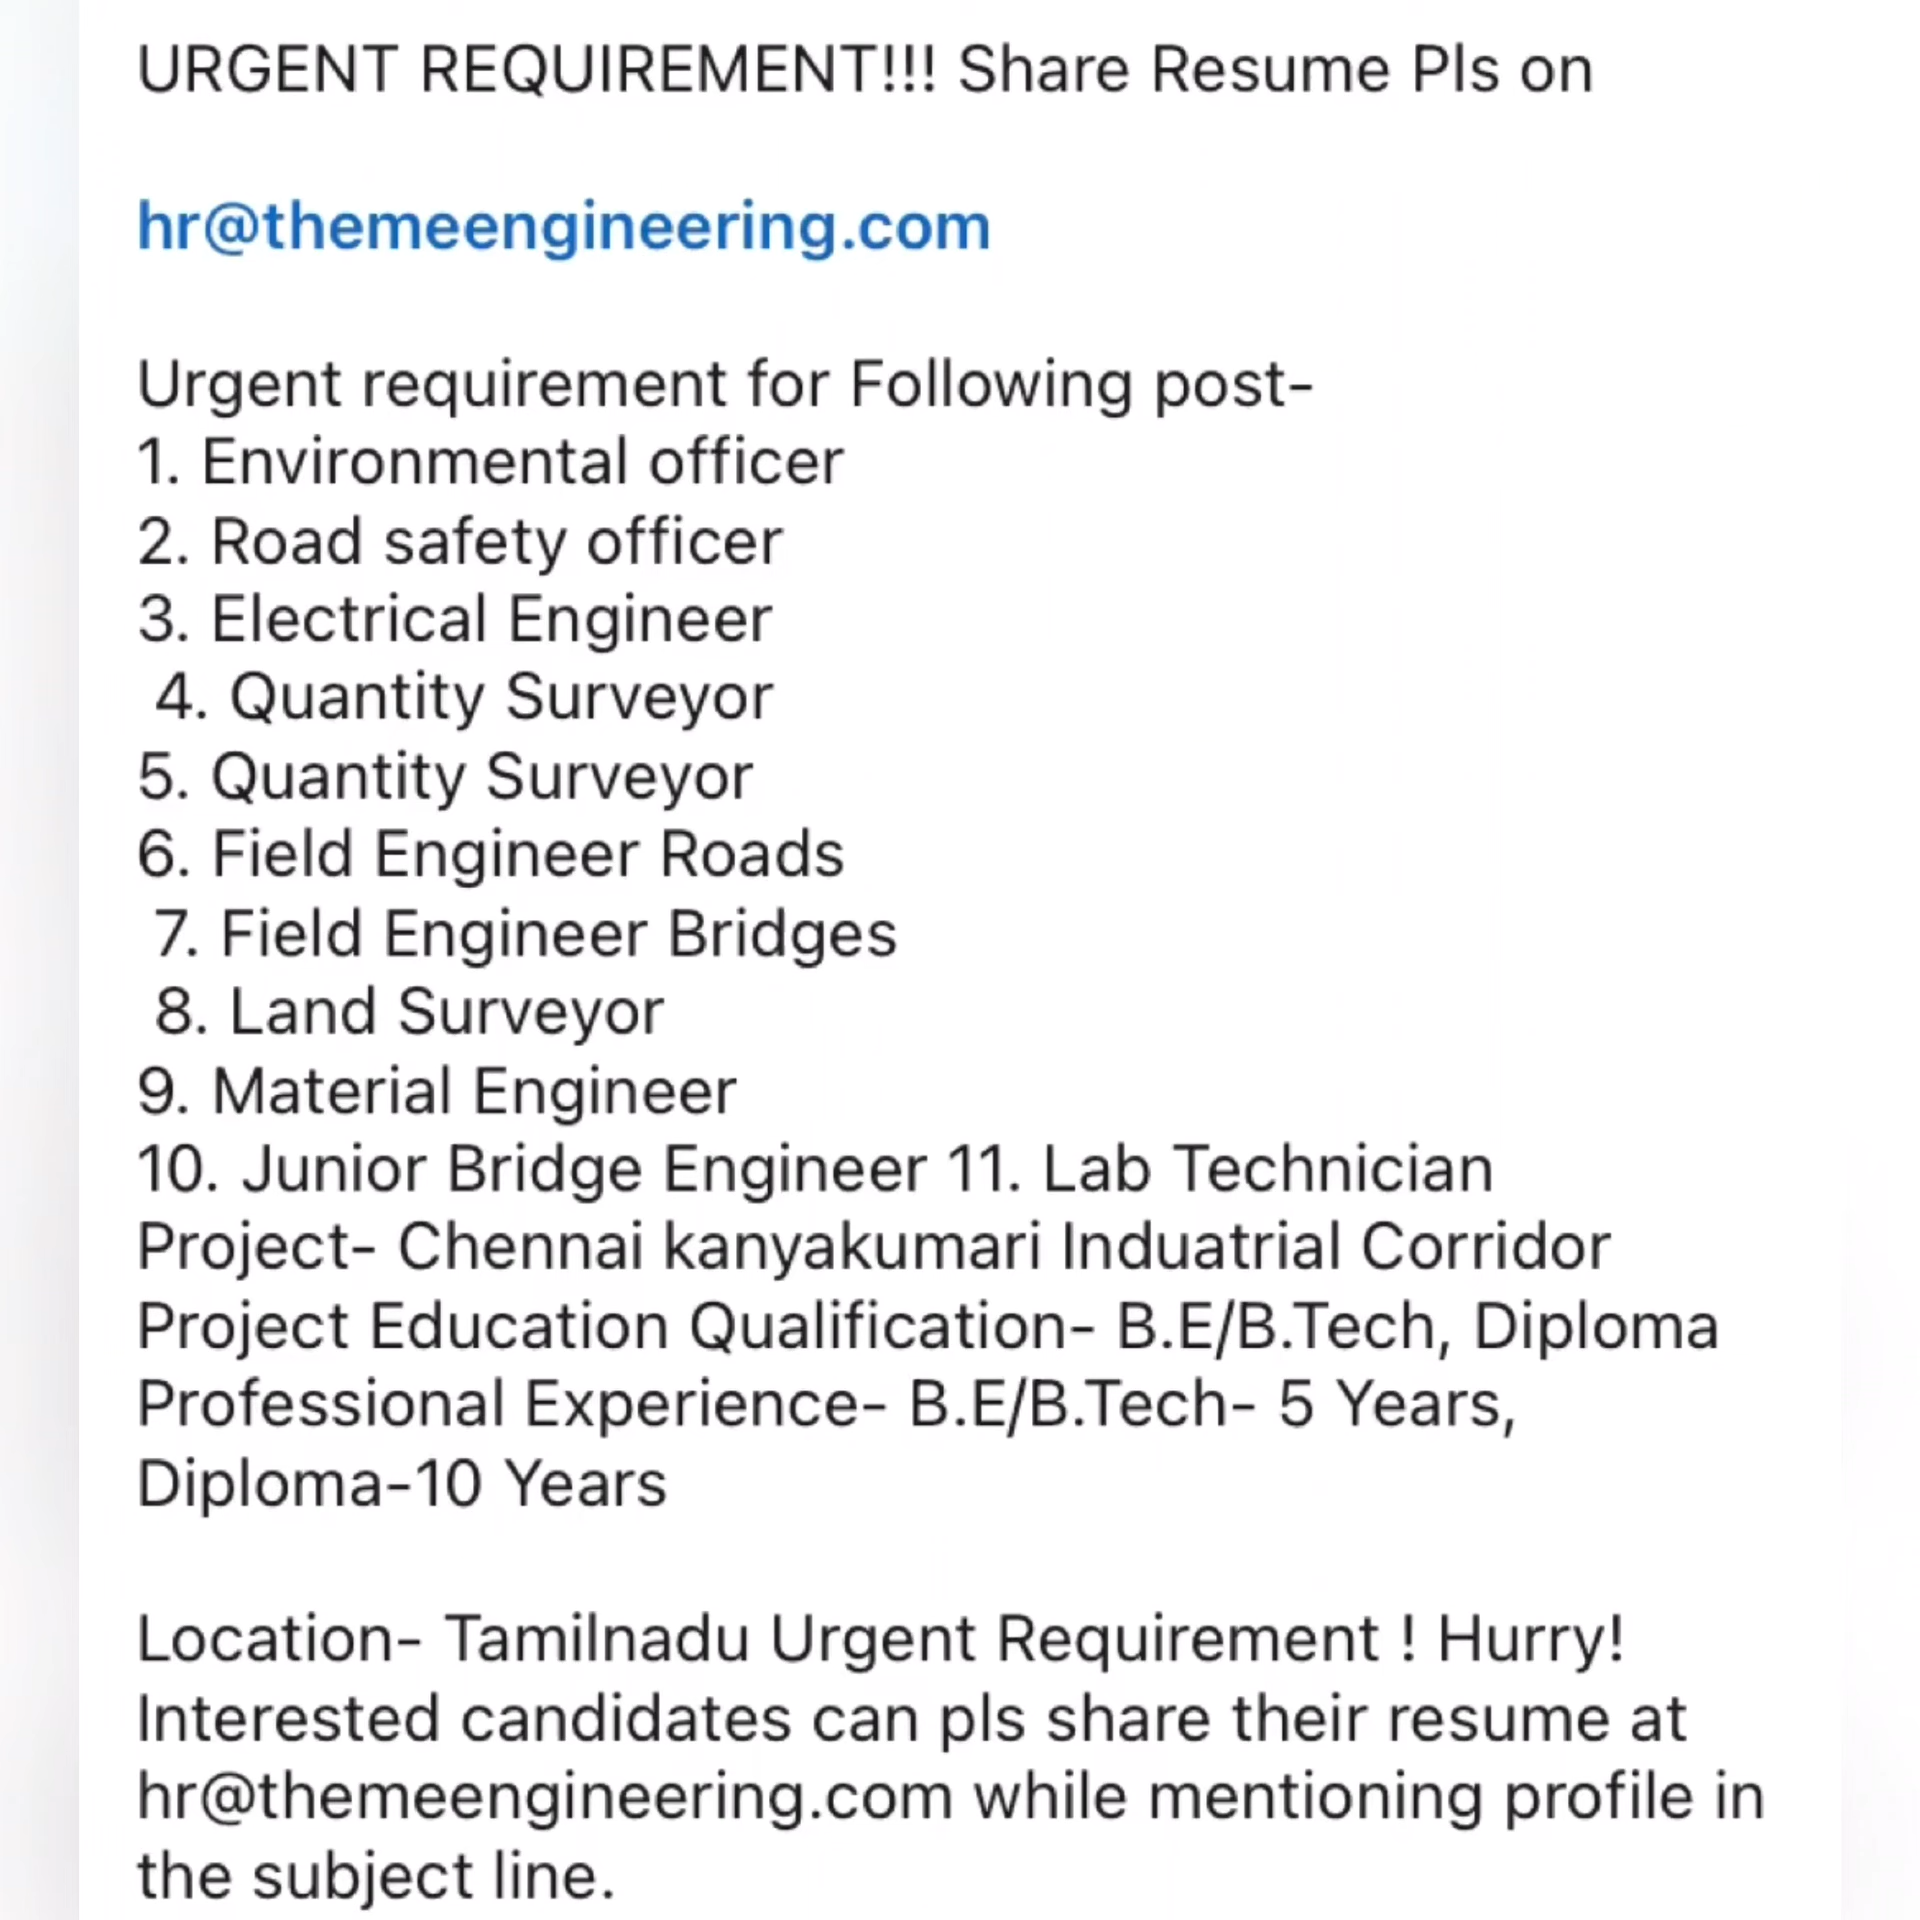 URGENT REQUIREMENT!!! Share Resume Pls on
hr@themeengineering.com
Urgent requirement for Following post-
1. Environmental officer
2. Road safety officer
3. Electrical Engineer
4. Quantity Surveyor
5. Quantity Surveyor
6. Field Engineer Roads
7. Field Engineer Bridges
8. Land Surveyor
9. Material Engineer
10. Junior Bridge Engineer 11. Lab Technician
Project- Chennai kanyakumari Induatrial Corridor
Project Education Qualification- B.E/B.Tech, Diploma
Professional Experience- B.E/B.Tech- 5 Years,
Diploma-10 Years
Location- Tamilnadu Urgent Requirement ! Hurry!
Interested candidates can pls share their resume at
hr@themeengineering.com while mentioning profile in
the subject line.